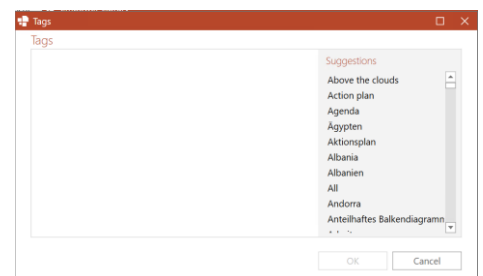 Tags
Tags
Suggestions
Above the clouds
Action plan
Agenda
Ägypten
Aktionsplan
Albania
Albanien
All
Andorra
Anteilhaftes Balkendiagramm
OK
Cancel